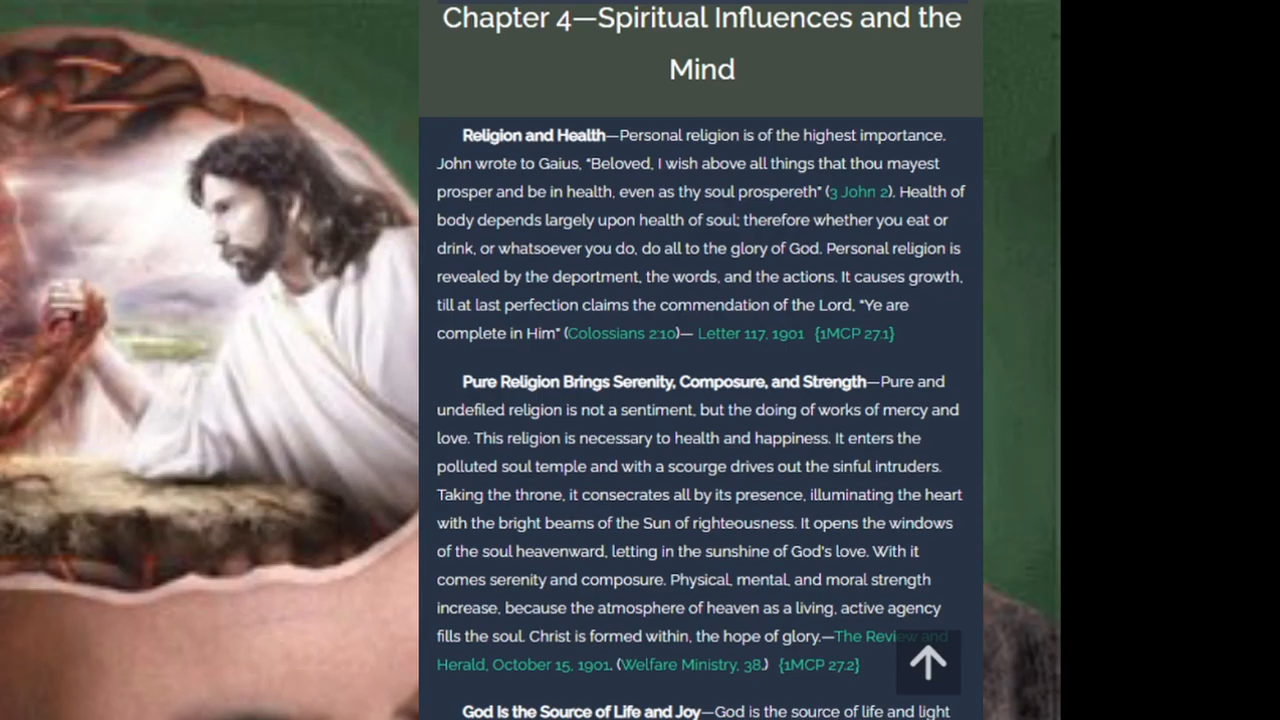 Chapter 4—Spiritual Influences and the
Mind
Religion and Health—Personal religion is of the highest importance.
John wrote to Gaius, "Beloved, I wish above all things that thou mayest
prosper and be in health, even as thy soul prospereth" (3 John 2). Health of
body depends largely upon health of soul; therefore whether you eat or
drink, or whatsoever you do, do all to the glory of God. Personal religion is
revealed by the deportment, the words, and the actions. It causes growth,
till at last perfection claims the commendation of the Lord, "Ye are
complete in Him" (Colossians 2:10)— Letter 117, 1901 {1MCP 27.1}
Pure Religion Brings Serenity, Composure, and Strength—Pure and
undefiled religion is not a sentiment, but the doing of works of mercy and
love. This religion is necessary to health and happiness. It enters the
polluted soul temple and with a scourge drives out the sinful intruders.
Taking the throne, it consecrates all by its presence, illuminating the heart
with the bright beams of the Sun of righteousness. It opens the windows
of the soul heavenward, letting in the sunshine of God's love. With it
comes serenity and composure. Physical, mental, and moral strength
increase, because the atmosphere of heaven as a living, active agency
fills the soul. Christ is formed within, the hope of glory.—The Review and
Herald, October 15, 1901. (Welfare Ministry, 38.) {1MCP 27.2}
God Is the Source of Life and Joy—God is the source of life and light